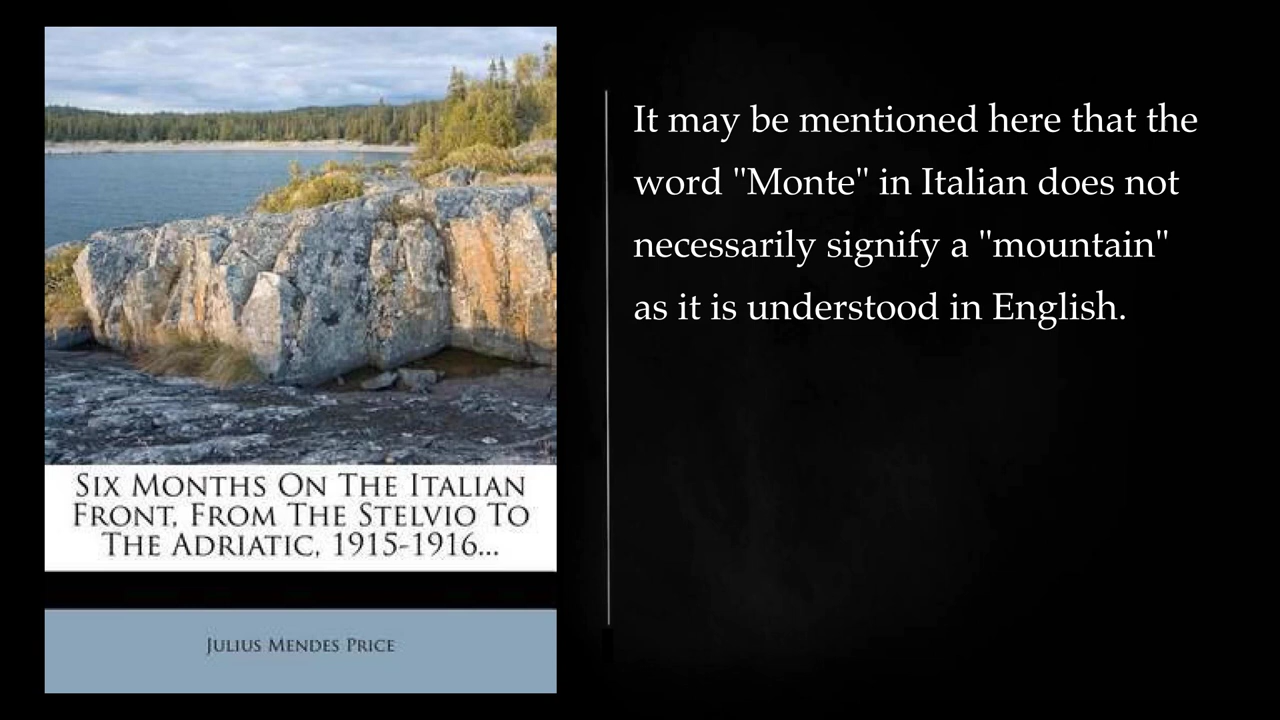 It may be mentioned here that the
word "Monte" in Italian does not
necessarily signify a "mountain"
as it is understood in English.
Six Months On The Italian
Front, From The Stelvio To
The Adriatic, 1915-1916...
Julius Mendes Price